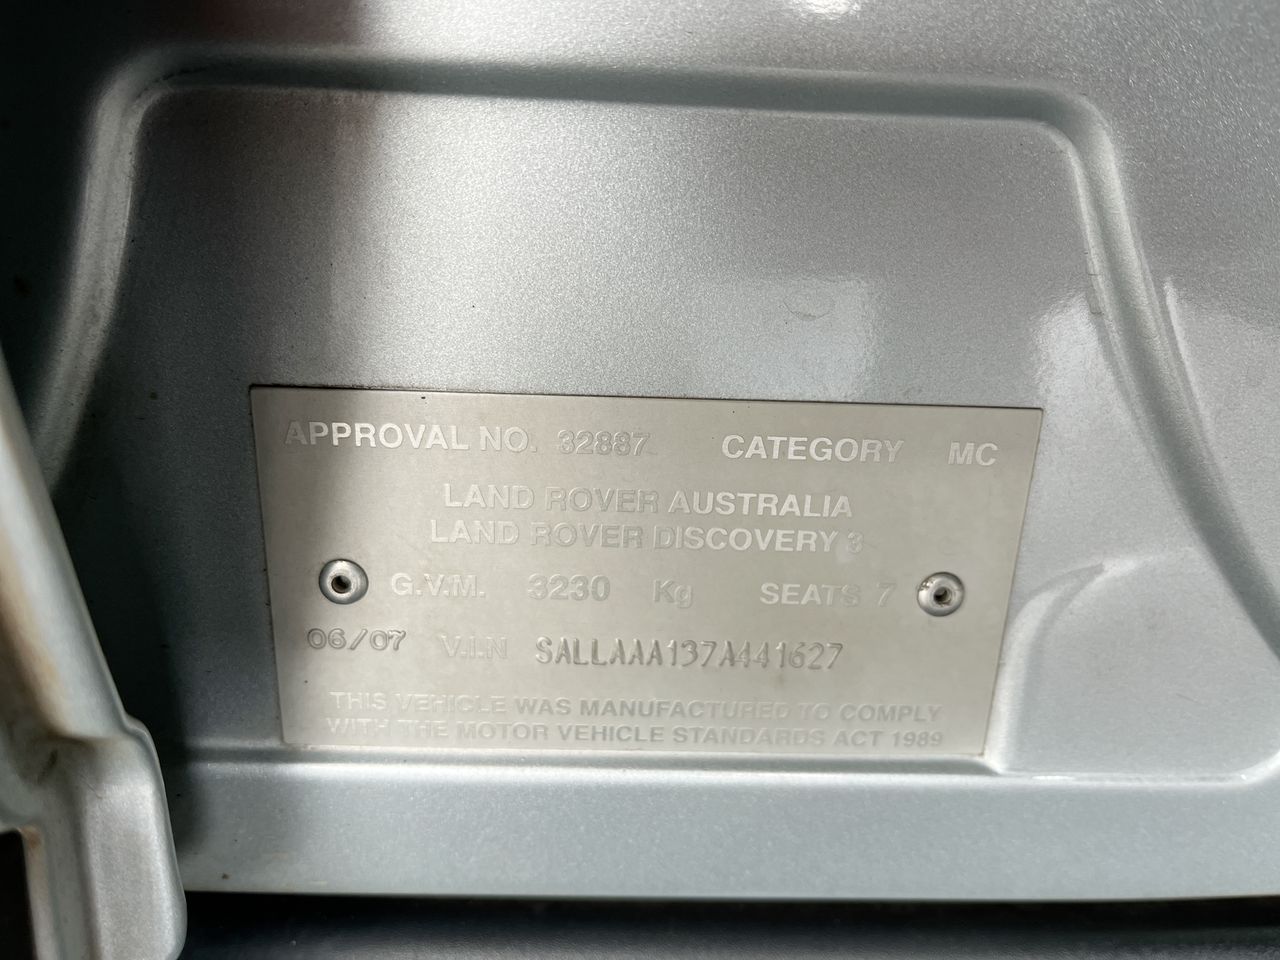 APPROVAL NO. 32887 CATEGORY MC
LAND ROVER AUSTRALIA
LAND ROVER DISCOVERY 3
G.V.M. 3230 Kg SEATS 7
06/07 V.I.N SALLAAA137A441627
THIS VEHICLE WAS MANUFACTURED TO COMPLY
WITH THE MOTOR VEHICLE STANDARDS ACT 1989